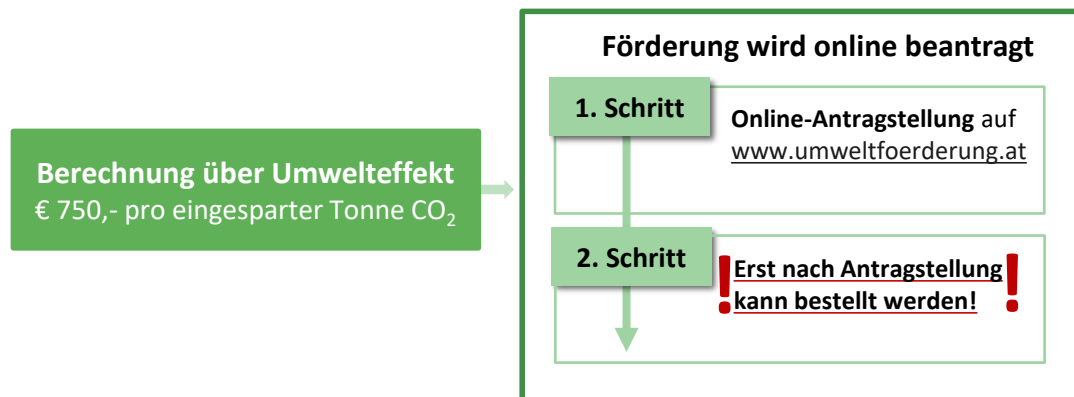 Förderung wird online beantragt
1. Schritt
Online-Antragstellung auf
www.umweltfoerderung.at
Berechnung über Umwelteffekt
€ 750,- pro eingesparter Tonne CO₂
2. Schritt
! Erst nach Antragstellung !
kann bestellt werden!